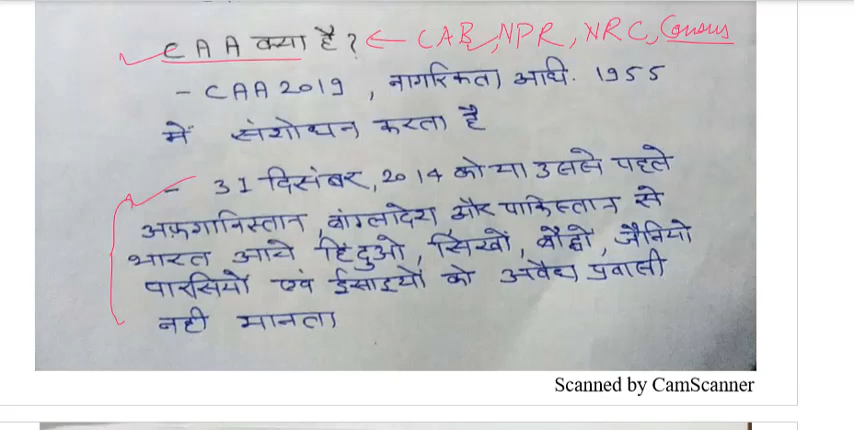 CAA क्या है? ← CAB, NPR, NRC, Census
- CAA 2019, नागरिकता अधि. 1955
में संशोधन करता है
- 31 दिसंबर, 2014 को या उससे पहले
अफ़गानिस्तान, बांग्लादेश और पाकिस्तान से
भारत आये हिंदुओ, सिखों, बौद्दो, जैनियो
पारसियों एवं ईसाइयों को अवैध प्रवासी
नही मानता
Scanned by CamScanner